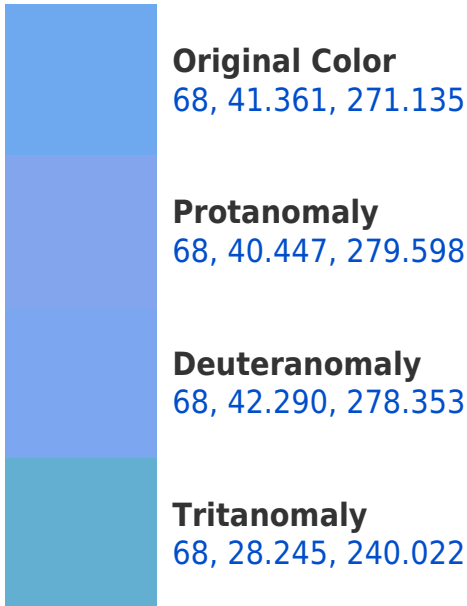 Original Color
68, 41.361, 271.135
Protanomaly
68, 40.447, 279.598
Deuteranomaly
68, 42.290, 278.353
Tritanomaly
68, 28.245, 240.022